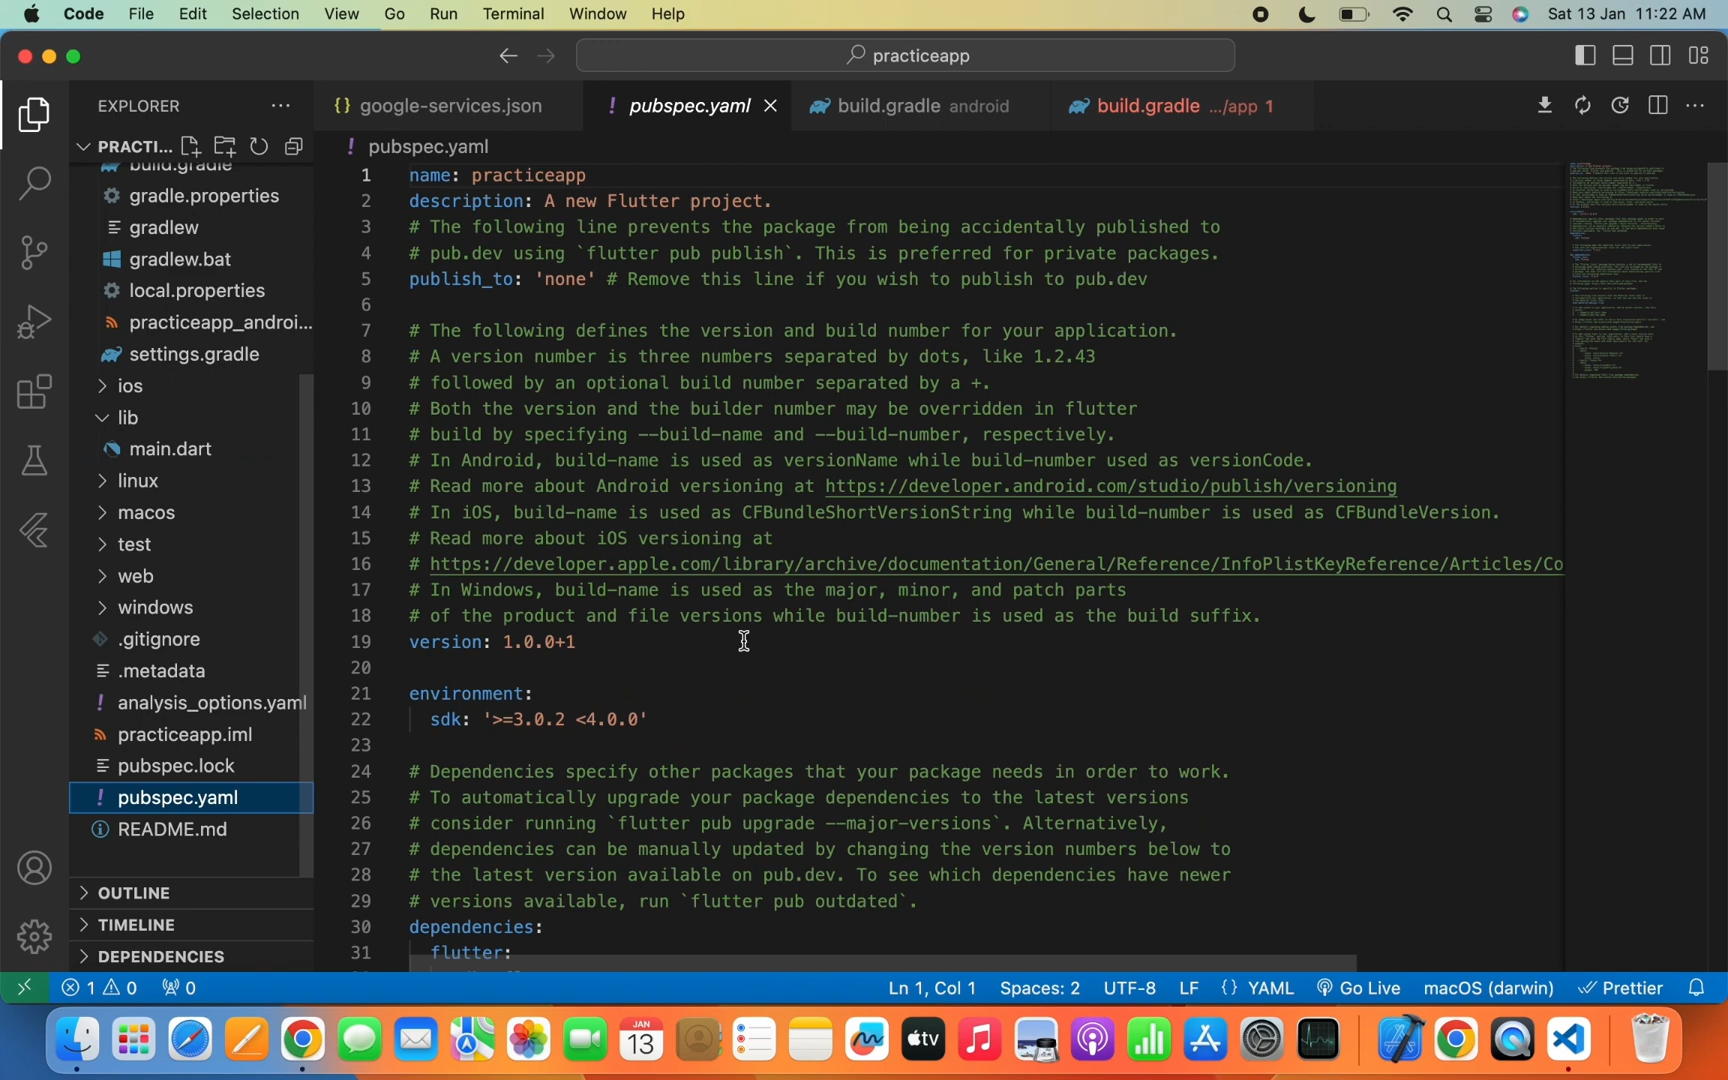 Code File Edit Selection View Go Run Terminal Window Help Sat 13 Jan 11:22 AM
practiceapp
EXPLORER
google-services.json
pubspec.yaml
build.gradle android
build.gradle .../app 1
PRACTI...
pubspec.yaml
build.gradle
gradle.properties
gradlew
gradlew.bat
local.properties
practiceapp_androi...
settings.gradle
ios
lib
main.dart
linux
macos
test
web
windows
.gitignore
.metadata
analysis_options.yaml
practiceapp.iml
pubspec.lock
pubspec.yaml
README.md
OUTLINE
TIMELINE
DEPENDENCIES
1 name: practiceapp
2 description: A new Flutter project.
3 # The following line prevents the package from being accidentally published to
4 # pub.dev using `flutter pub publish`. This is preferred for private packages.
5 publish_to: 'none' # Remove this line if you wish to publish to pub.dev
6
7 # The following defines the version and build number for your application.
8 # A version number is three numbers separated by dots, like 1.2.43
9 # followed by an optional build number separated by a +.
10 # Both the version and the builder number may be overridden in flutter
11 # build by specifying --build-name and --build-number, respectively.
12 # In Android, build-name is used as versionName while build-number used as versionCode.
13 # Read more about Android versioning at https://developer.android.com/studio/publish/versioning
14 # In iOS, build-name is used as CFBundleShortVersionString while build-number is used as CFBundleVersion.
15 # Read more about iOS versioning at
16 # https://developer.apple.com/library/archive/documentation/General/Reference/InfoPlistKeyReference/Articles/Co
17 # In Windows, build-name is used as the major, minor, and patch parts
18 # of the product and file versions while build-number is used as the build suffix.
19 version: 1.0.0+1
20
21 environment:
22 sdk: '>=3.0.2 <4.0.0'
23
24 # Dependencies specify other packages that your package needs in order to work.
25 # To automatically upgrade your package dependencies to the latest versions
26 # consider running `flutter pub upgrade --major-versions`. Alternatively,
27 # dependencies can be manually updated by changing the version numbers below to
28 # the latest version available on pub.dev. To see which dependencies have newer
29 # versions available, run `flutter pub outdated`.
30 dependencies:
31 flutter:
1 0 0 Ln 1, Col 1 Spaces: 2 UTF-8 LF {} YAML Go Live macOS (darwin) Prettier
JAN
13
tv